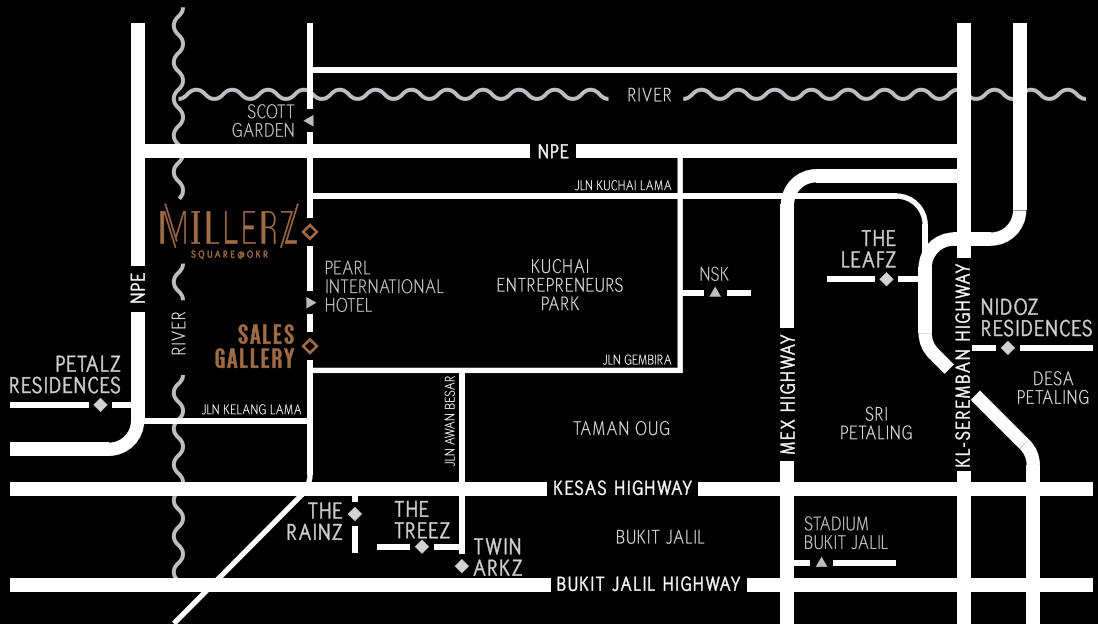 RIVER
SCOTT
GARDEN
NPE
JLN KUCHAI LAMA
MILLERZ
SQUARE@OKR
THE
LEAFZ
PEARL
INTERNATIONAL
HOTEL
KUCHAI
ENTREPRENEURS
PARK
NSK
NPE
RIVER
SALES
GALLERY
NIDOZ
RESIDENCES
KL-SEREMBAN HIGHWAY
MEX HIGHWAY
JLN GEMBIRA
PETALZ
RESIDENCES
DESA
PETALING
JLN KELANG LAMA
JLN AWAN BESAR
TAMAN OUG
SRI
PETALING
KESAS HIGHWAY
THE
RAINZ
THE
TREEZ
TWIN
ARKZ
BUKIT JALIL
STADIUM
BUKIT JALIL
BUKIT JALIL HIGHWAY